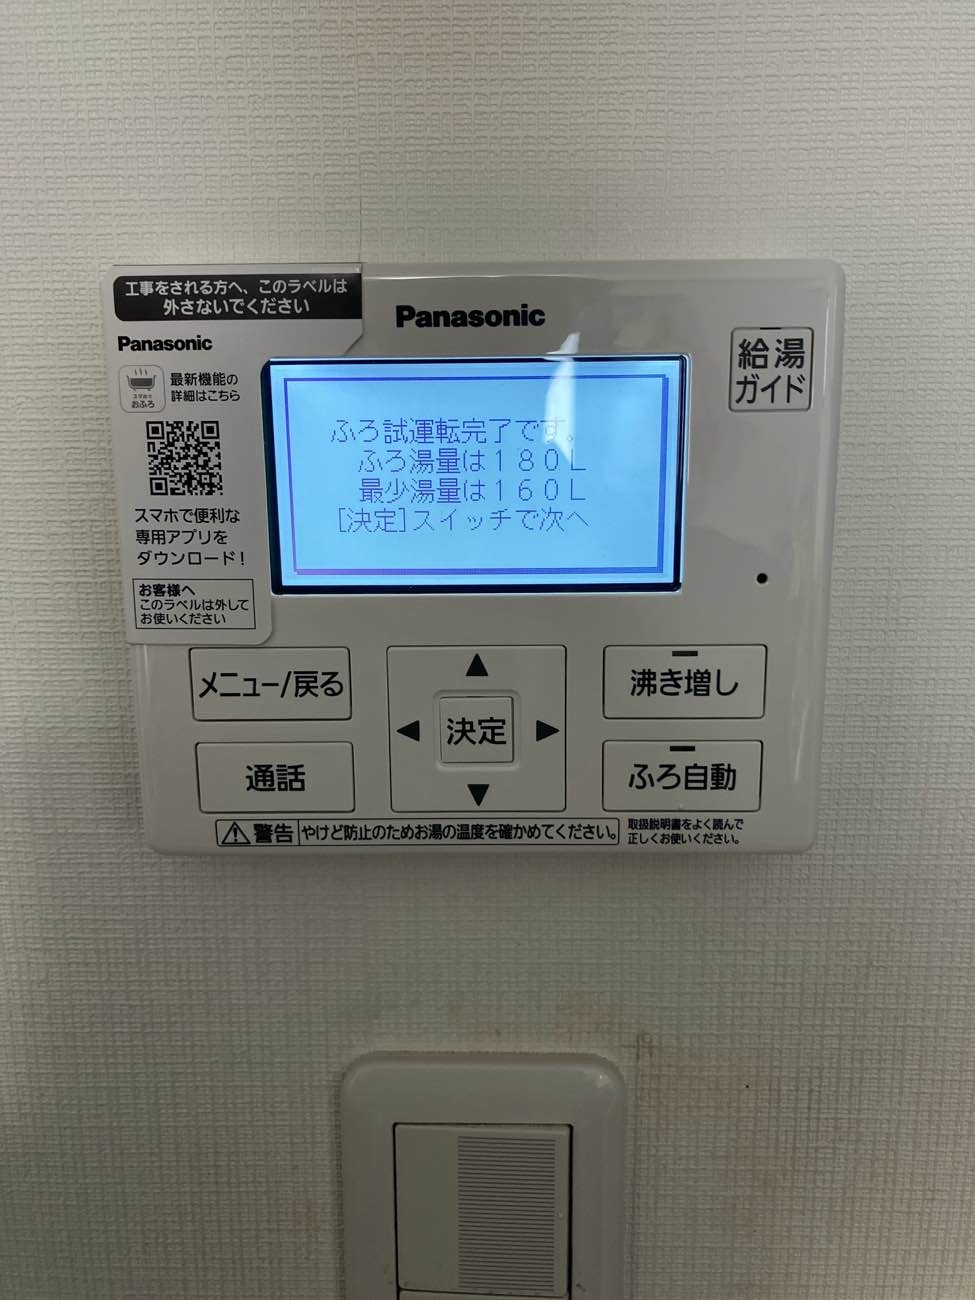 工事をされる方へ、このラベルは
外さないでください
Panasonic
スマホで
おふろ
最新機能の
詳細はこちら
スマホで便利な
専用アプリを
ダウンロード！
お客様へ
このラベルは外して
お使いください
Panasonic
給湯
ガイド
ふろ試運転完了です。
ふろ湯量は１８０Ｌ
最少湯量は１６０Ｌ
[決定]スイッチで次へ
メニュー/戻る
決定
沸き増し
通話
ふろ自動
警告 やけど防止のためお湯の温度を確かめてください。
取扱説明書をよく読んで
正しくお使いください。